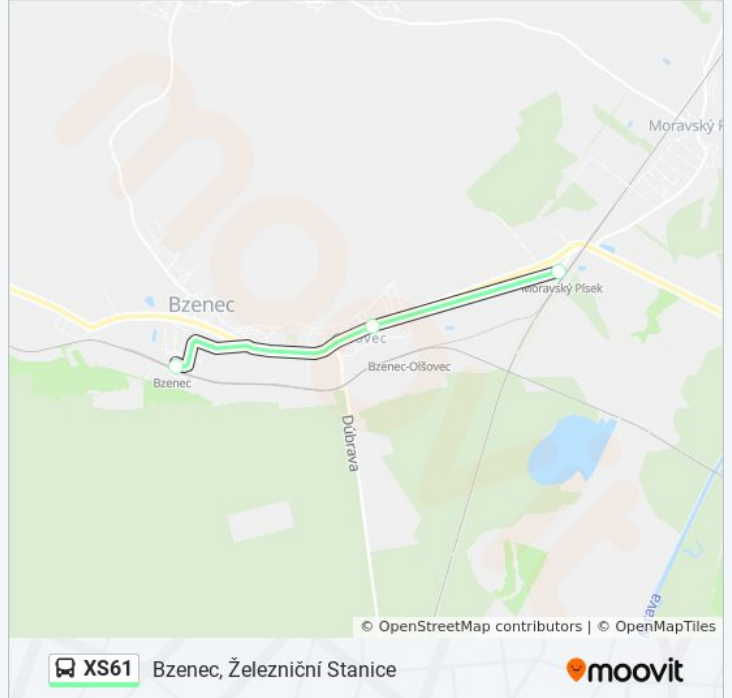 Moravský P
Moravský Písek
Bzenec
Bzenec-Olšovec
Bzenec
Dúbrava
© OpenStreetMap contributors | © OpenMapTiles
XS61 Bzenec, Železniční Stanice
moovit